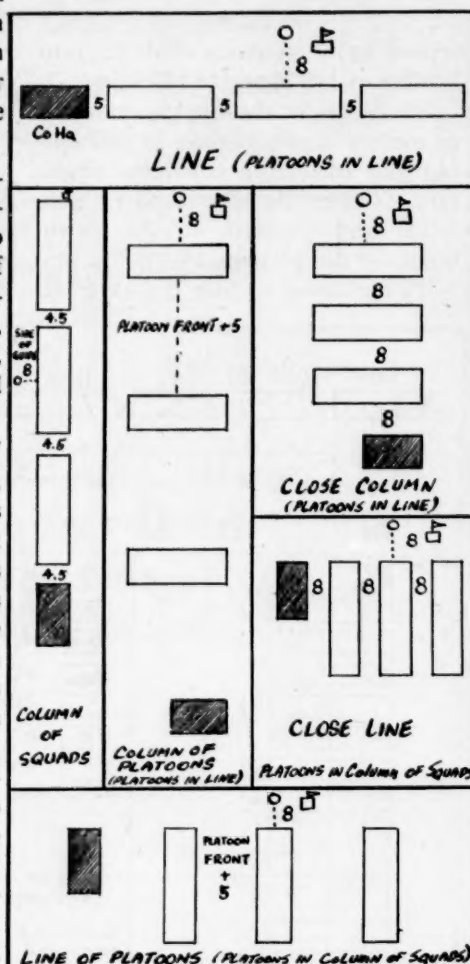 8
5 5 5
Co Hq
LINE (PLATOONS IN LINE)
4.5
SIDE
OF
GUIDE
8
4.5
4.5
COLUMN
OF
SQUADS
8
PLATOON FRONT + 5
COLUMN OF
PLATOONS
(PLATOONS IN LINE)
8
8
8
8
CLOSE COLUMN
(PLATOONS IN LINE)
8
8 8 8
CLOSE LINE
PLATOONS IN COLUMN OF SQUADS
8
PLATOON
FRONT
+
5
LINE OF PLATOONS (PLATOONS IN COLUMN OF SQUADS)